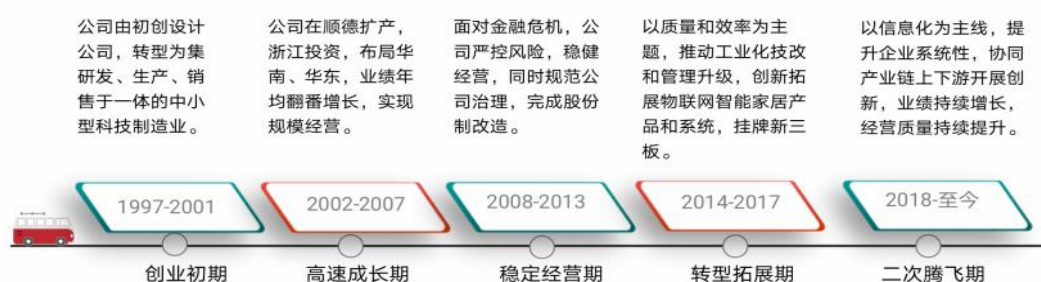 公司由初创设计
公司，转型为集
研发、生产、销
售于一体的中小
型科技制造业。
公司在顺德扩产，
浙江投资，布局华
南、华东，业绩年
均翻番增长，实现
规模经营。
面对金融危机，公
司严控风险，稳健
经营，同时规范公
司治理，完成股份
制改造。
以质量和效率为主
题，推动工业化技改
和管理升级，创新拓
展物联网智能家居产
品和系统，挂牌新三
板。
以信息化为主线，提
升企业系统性，协同
产业链上下游开展创
新，业绩持续增长，
经营质量持续提升。
1997-2001
2002-2007
2008-2013
2014-2017
2018-至今
创业初期
高速成长期
稳定经营期
转型拓展期
二次腾飞期